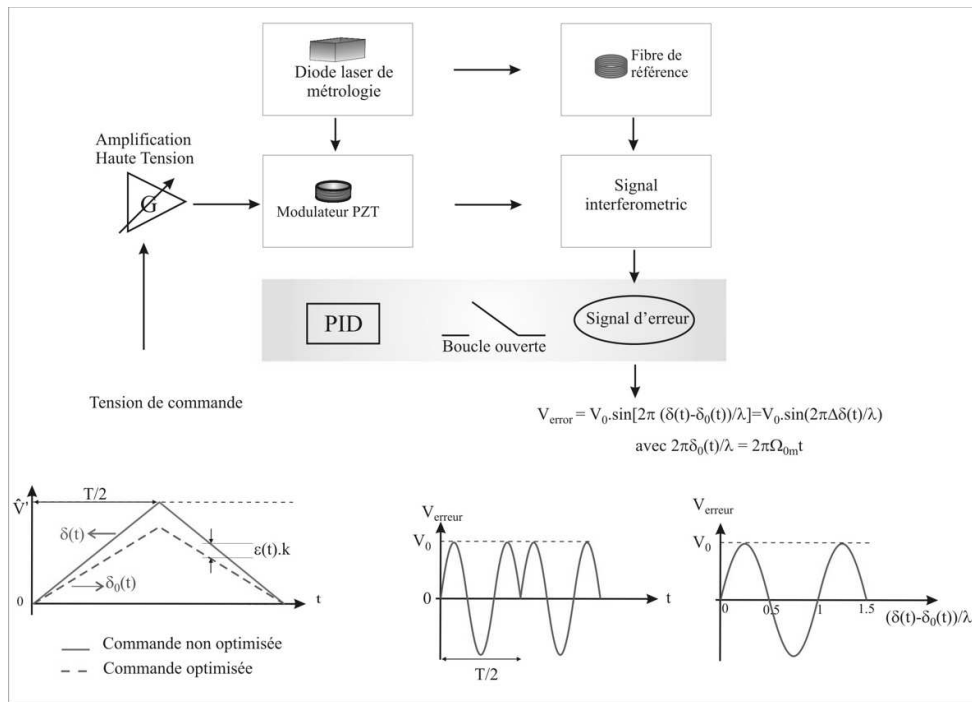 Diode laser de
métrologie
Fibre de
référence
Amplification
Haute Tension
G
Modulateur PZT
Signal
interferometric
PID
Boucle ouverte
Signal d'erreur
Tension de commande
V_error = V_0.sin[2π (δ(t)-δ_0(t))/λ]=V_0.sin(2πΔδ(t)/λ)
avec 2πδ_0(t)/λ = 2πΩ_0m t
T/2
V̂'
δ(t)
ε(t).k
δ_0(t)
0
t
Commande non optimisée
Commande optimisée
V_erreur
V_0
0
t
T/2
V_erreur
V_0
0
0
0.5
1
1.5
(δ(t)-δ_0(t))/λ